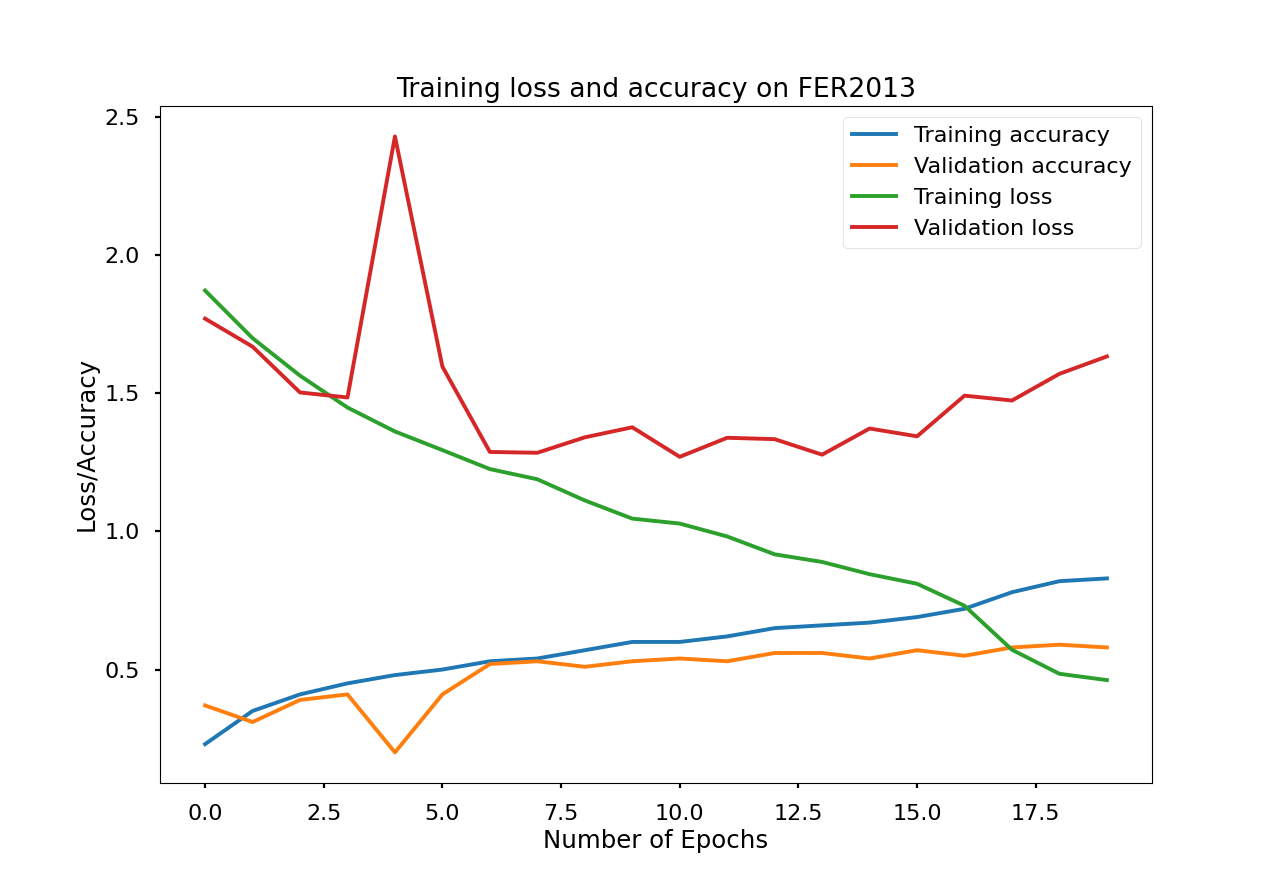 Training loss and accuracy on FER2013
2.5
2.0
1.5
1.0
0.5
Loss/Accuracy
Training accuracy
Validation accuracy
Training loss
Validation loss
0.0 2.5 5.0 7.5 10.0 12.5 15.0 17.5
Number of Epochs